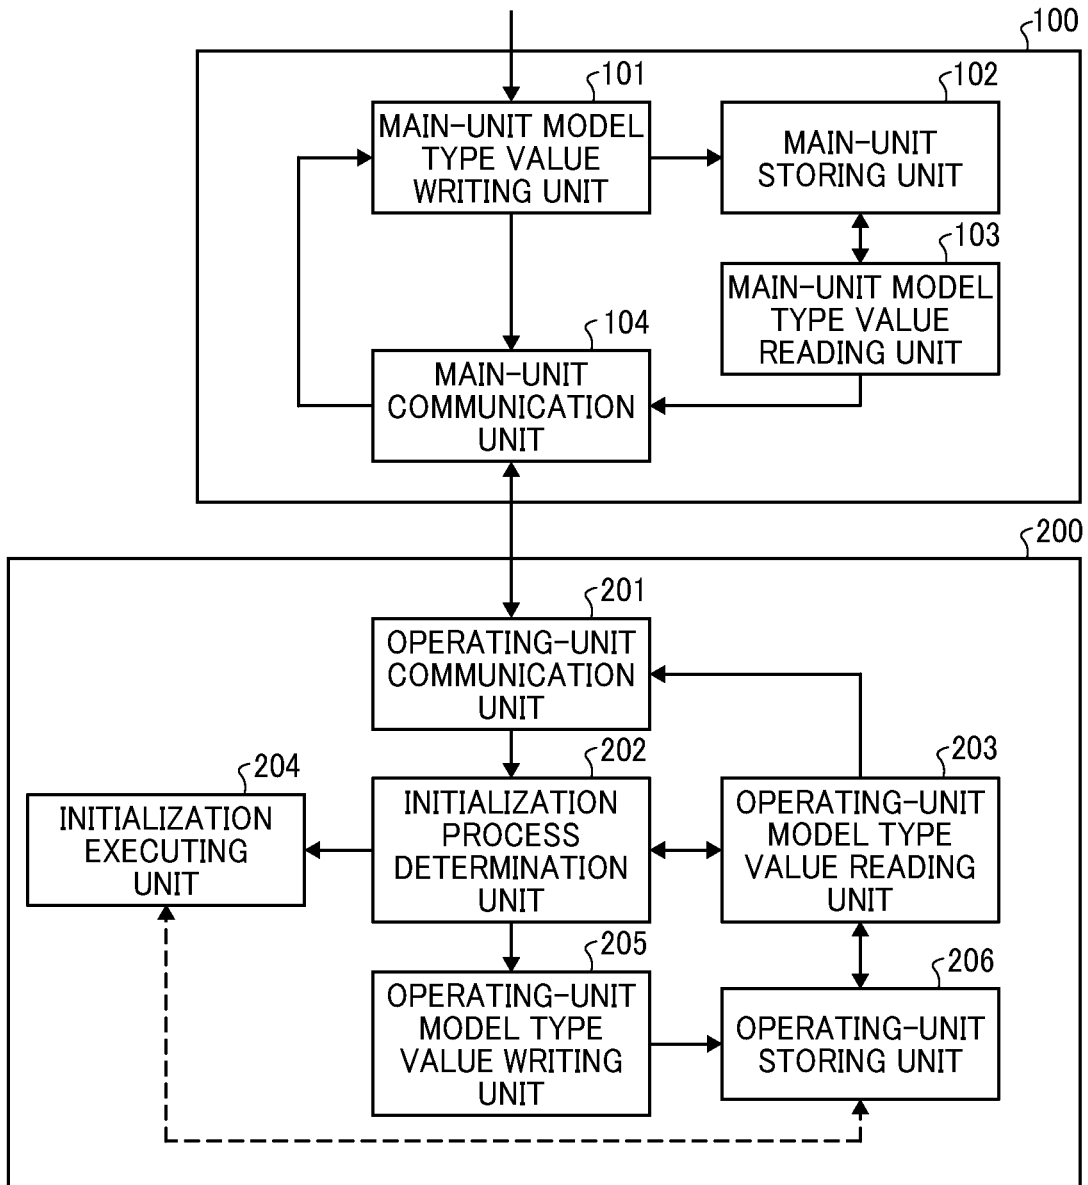 100
101
MAIN-UNIT MODEL
TYPE VALUE
WRITING UNIT
102
MAIN-UNIT
STORING UNIT
103
MAIN-UNIT MODEL
TYPE VALUE
READING UNIT
104
MAIN-UNIT
COMMUNICATION
UNIT
200
201
OPERATING-UNIT
COMMUNICATION
UNIT
202
INITIALIZATION
PROCESS
DETERMINATION
UNIT
203
OPERATING-UNIT
MODEL TYPE
VALUE READING
UNIT
204
INITIALIZATION
EXECUTING
UNIT
205
OPERATING-UNIT
MODEL TYPE
VALUE WRITING
UNIT
206
OPERATING-UNIT
STORING UNIT